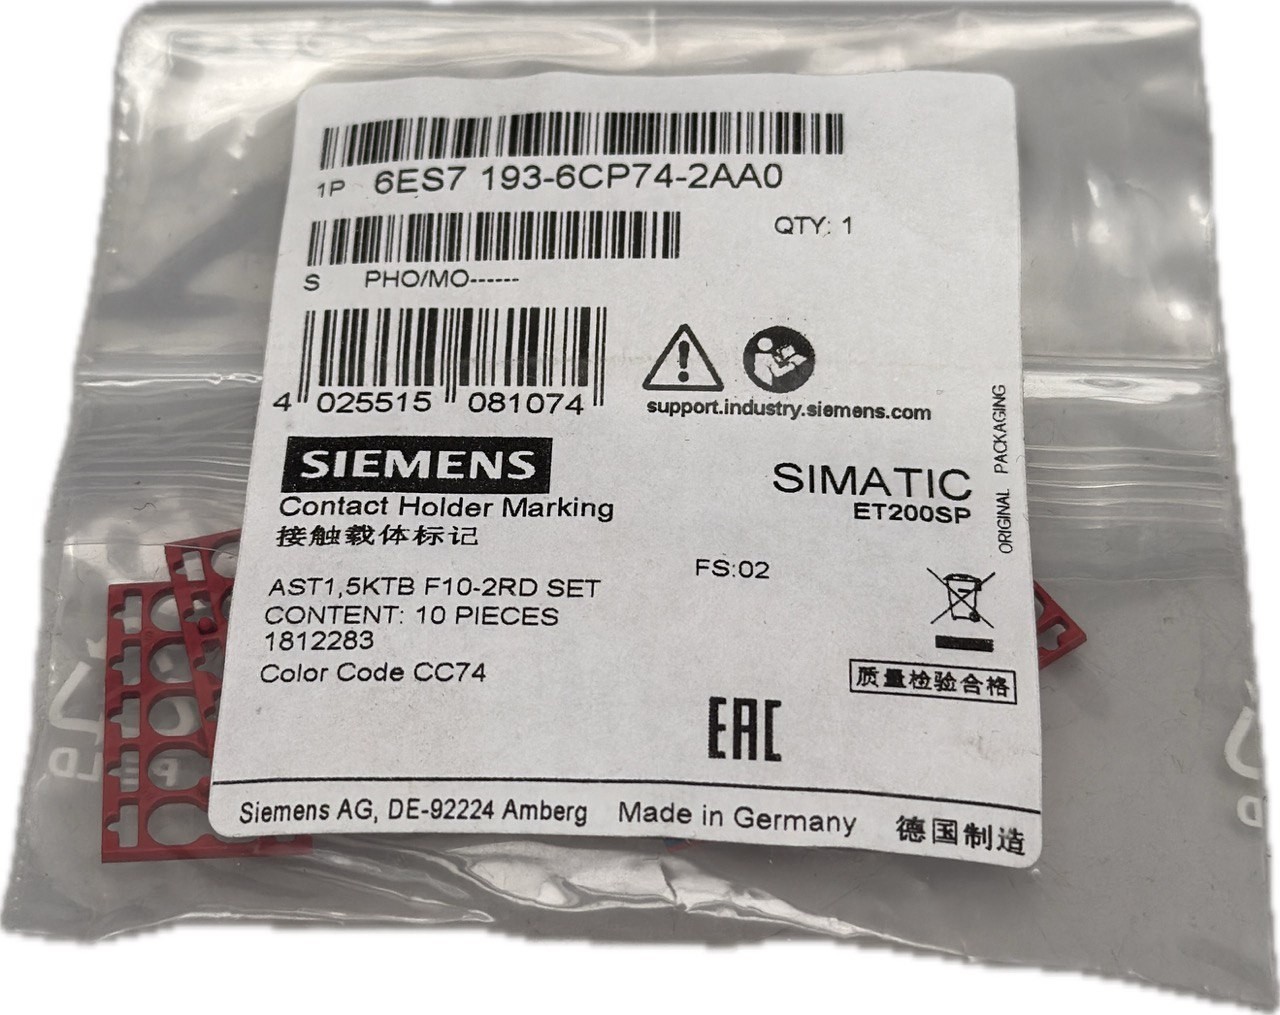 1P 6ES7 193-6CP74-2AA0
QTY: 1
S PHO/MO------
4 025515 081074
support.industry.siemens.com
ORIGINAL PACKAGING
SIEMENS
SIMATIC
ET200SP
Contact Holder Marking
接触载体标记
FS:02
AST1,5KTB F10-2RD SET
CONTENT: 10 PIECES
1812283
Color Code CC74
质量检验合格
EAC
Siemens AG, DE-92224 Amberg Made in Germany 德国制造